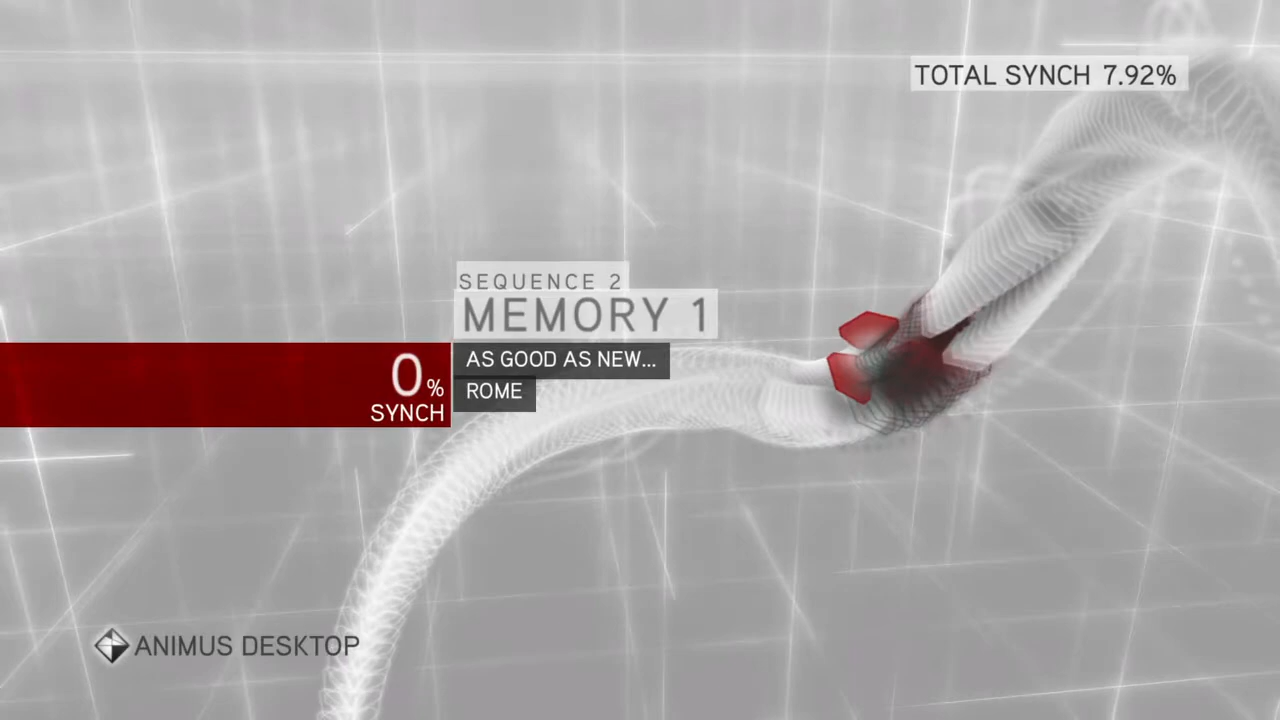 TOTAL SYNCH 7.92%
SEQUENCE 2
MEMORY 1
0%
SYNCH
AS GOOD AS NEW...
ROME
ANIMUS DESKTOP